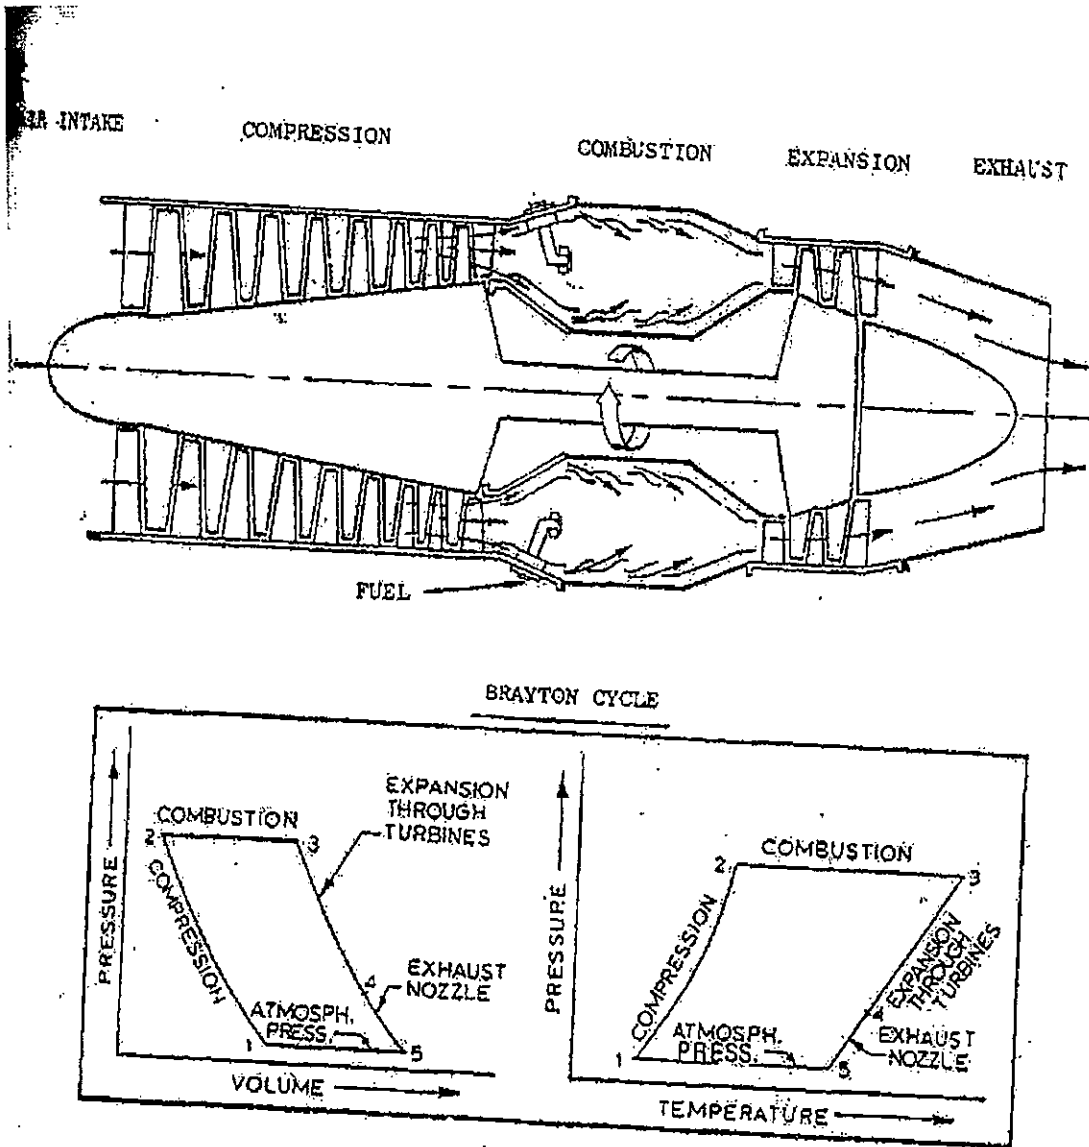 INTAKE
COMPRESSION
COMBUSTION
EXPANSION
EXHAUST
FUEL
BRAYTON CYCLE
PRESSURE
COMBUSTION
2
3
COMPRESSION
EXPANSION
THROUGH
TURBINES
4
EXHAUST
NOZZLE
ATMOSPH.
PRESS.
1
5
VOLUME
PRESSURE
COMBUSTION
2
3
COMPRESSION
EXPANSION
THROUGH
TURBINES
4
EXHAUST
NOZZLE
ATMOSPH.
PRESS.
1
5
TEMPERATURE